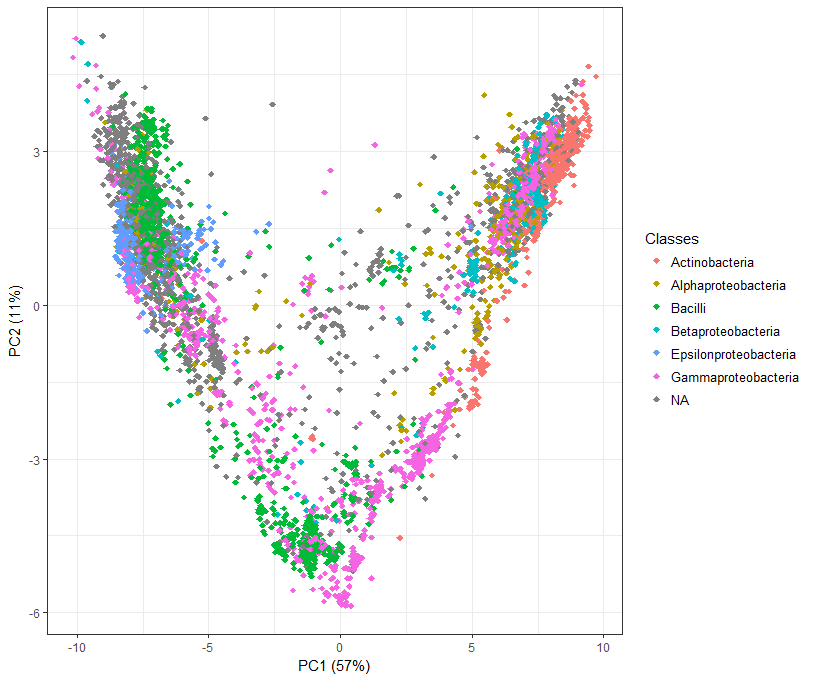 3
0
-3
-6
PC2 (11%)
-10
-5
0
5
10
PC1 (57%)
Classes
Actinobacteria
Alphaproteobacteria
Bacilli
Betaproteobacteria
Epsilonproteobacteria
Gammaproteobacteria
NA